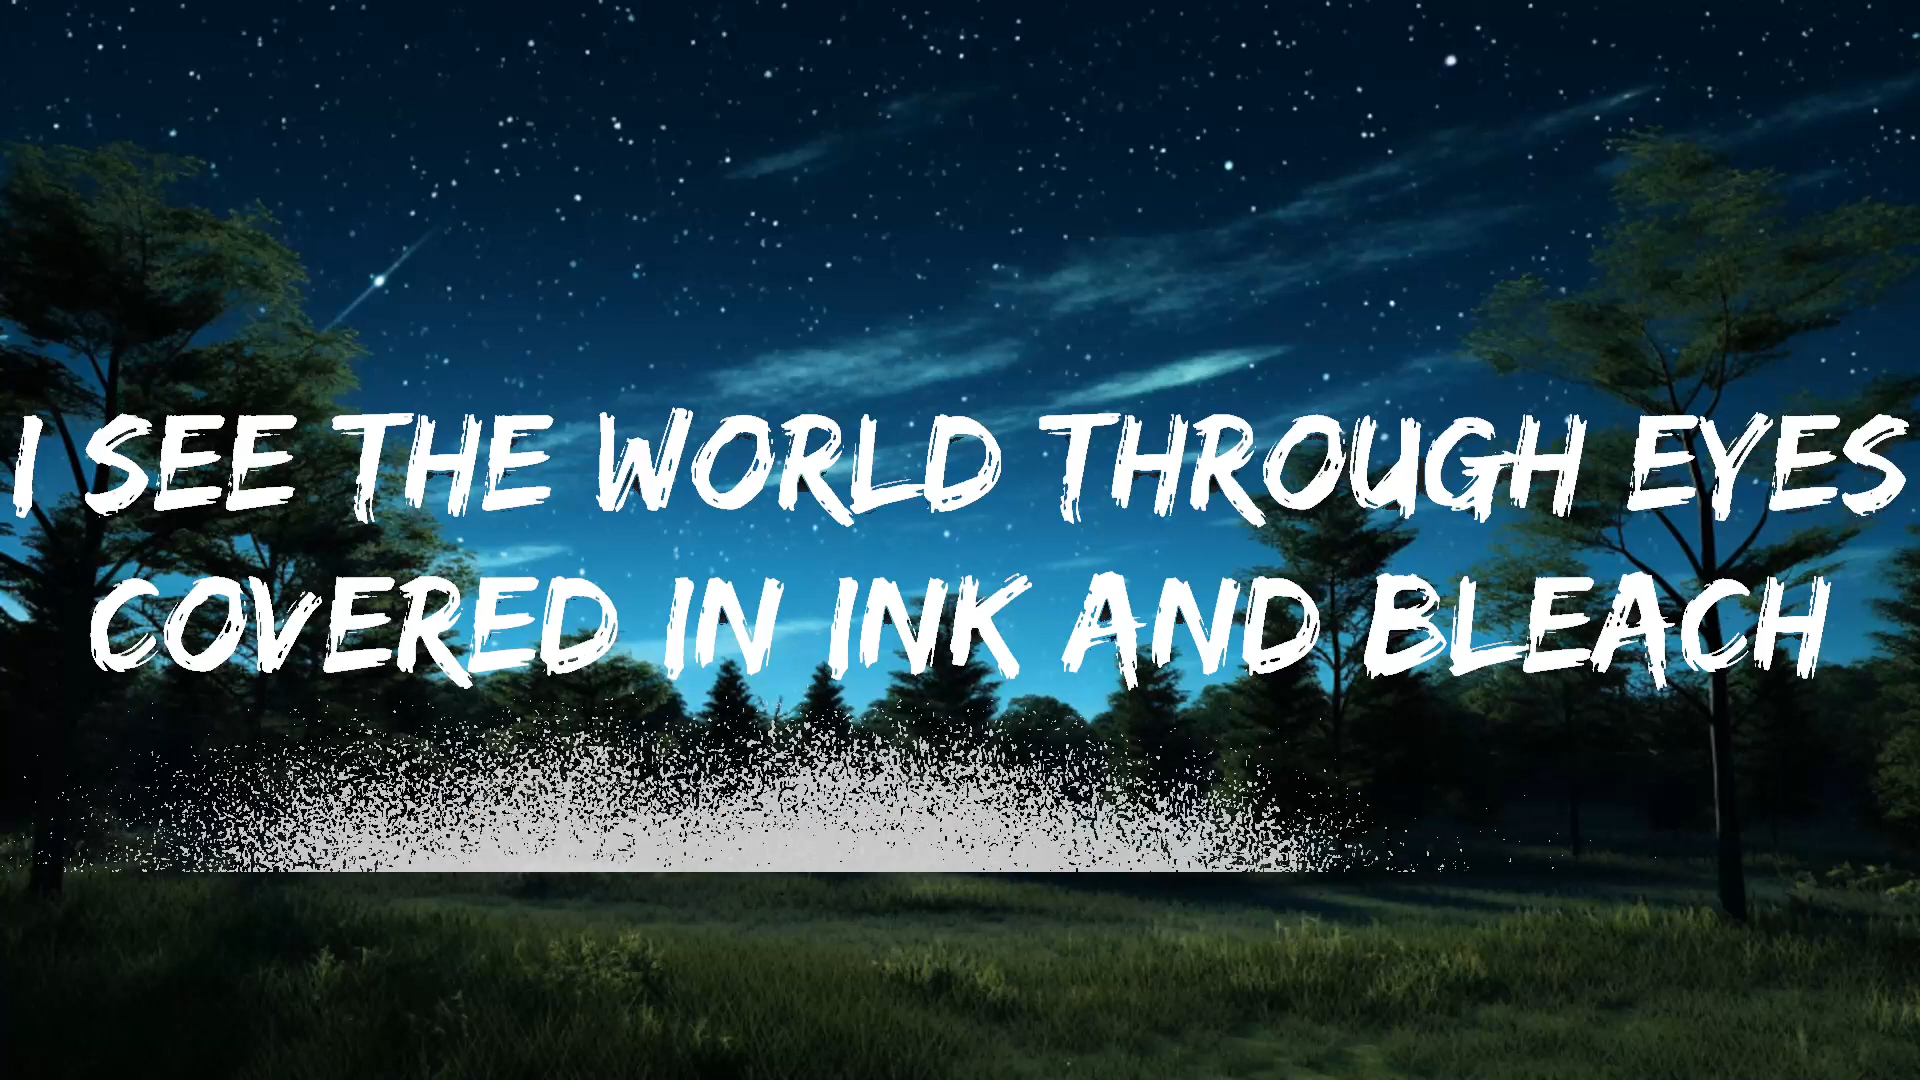 I SEE THE WORLD THROUGH EYES
COVERED IN INK AND BLEACH